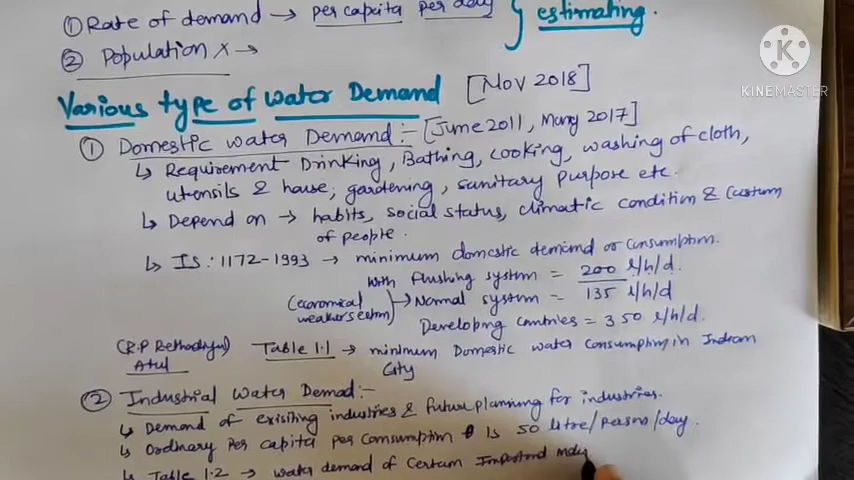 ① Rate of demand → per capita per day
estimating.
② Population x →
KINEMASTER
Various type of water Demand [Nov 2018]
① Domestic water Demand :- [June 2011, May 2017]
↳ Requirement Drinking, Bathing, cooking, washing of cloth,
utensils & house, gardening, sanitary purpose etc.
↳ Depend on → habits, social status, climatic condition & Custum
of people.
↳ IS : 1172-1993 → minimum domestic demand or consumption.
with flushing system = 200 l/h/d.
(economical → Normal system = 135 l/h/d
weaker section)
Developing countries = 350 l/h/d.
(R.P Table 1.1 → minimum Domestic water Consumption in Indian
Atul City
② Industrial Water Demad :-
↳ Demand of exisiting industries & future planning for industries.
↳ Ordinary Per capita per Consumption is 50 litre/person/day.
↳ Table 1.2 → water demand of Certain Important